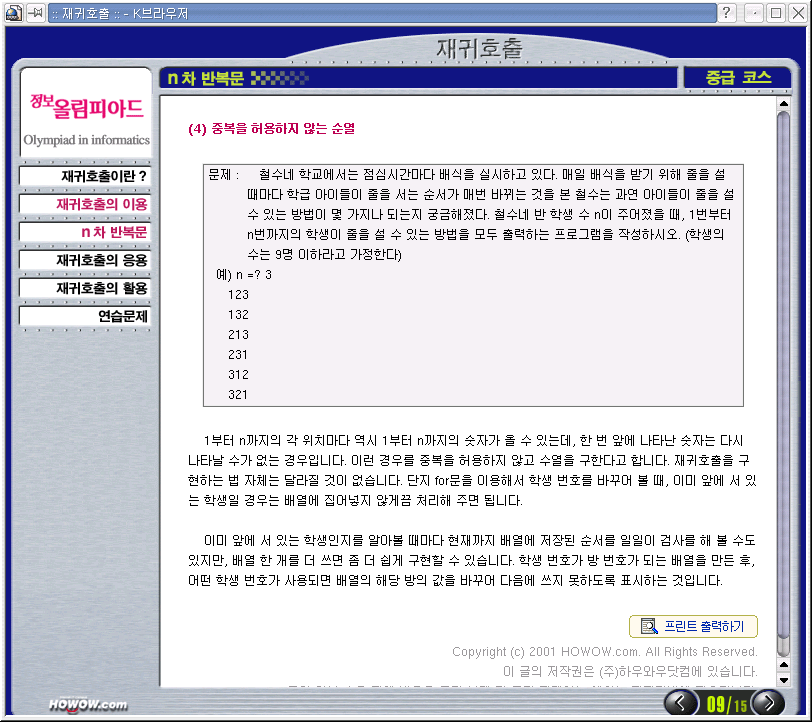 :: 재귀호출 :: - K브라우저
재귀호출
정보올림피아드
Olympiad in informatics
n 차 반복문
중급 코스
재귀호출이란 ?
재귀호출의 이용
n 차 반복문
재귀호출의 응용
재귀호출의 활용
연습문제
(4) 중복을 허용하지 않는 순열
문제 : 철수네 학교에서는 점심시간마다 배식을 실시하고 있다. 매일 배식을 받기 위해 줄을 설
때마다 학급 아이들이 줄을 서는 순서가 매번 바뀌는 것을 본 철수는 과연 아이들이 줄을 설
수 있는 방법이 몇 가지나 되는지 궁금해졌다. 철수네 반 학생 수 n이 주어졌을 때, 1번부터
n번까지의 학생이 줄을 설 수 있는 방법을 모두 출력하는 프로그램을 작성하시오. (학생의
수는 9명 이하라고 가정한다)
예) n =? 3
123
132
213
231
312
321
1부터 n까지의 각 위치마다 역시 1부터 n까지의 숫자가 올 수 있는데, 한 번 앞에 나타난 숫자는 다시
나타날 수가 없는 경우입니다. 이런 경우를 중복을 허용하지 않고 수열을 구한다고 합니다. 재귀호출을 구
현하는 법 자체는 달라질 것이 없습니다. 단지 for문을 이용해서 학생 번호를 바꾸어 볼 때, 이미 앞에 서 있
는 학생일 경우는 배열에 집어넣지 않게끔 처리해 주면 됩니다.
이미 앞에 서 있는 학생인지를 알아볼 때마다 현재까지 배열에 저장된 순서를 일일이 검사를 해 볼 수도
있지만, 배열 한 개를 더 쓰면 좀 더 쉽게 구현할 수 있습니다. 학생 번호가 방 번호가 되는 배열을 만든 후,
어떤 학생 번호가 사용되면 배열의 해당 방의 값을 바꾸어 다음에 쓰지 못하도록 표시하는 것입니다.
프린트 출력하기
Copyright (c) 2001 HOWOW.com. All Rights Reserved.
이 글의 저작권은 (주)하우와우닷컴에 있습니다.
HOWOW.com
09/15